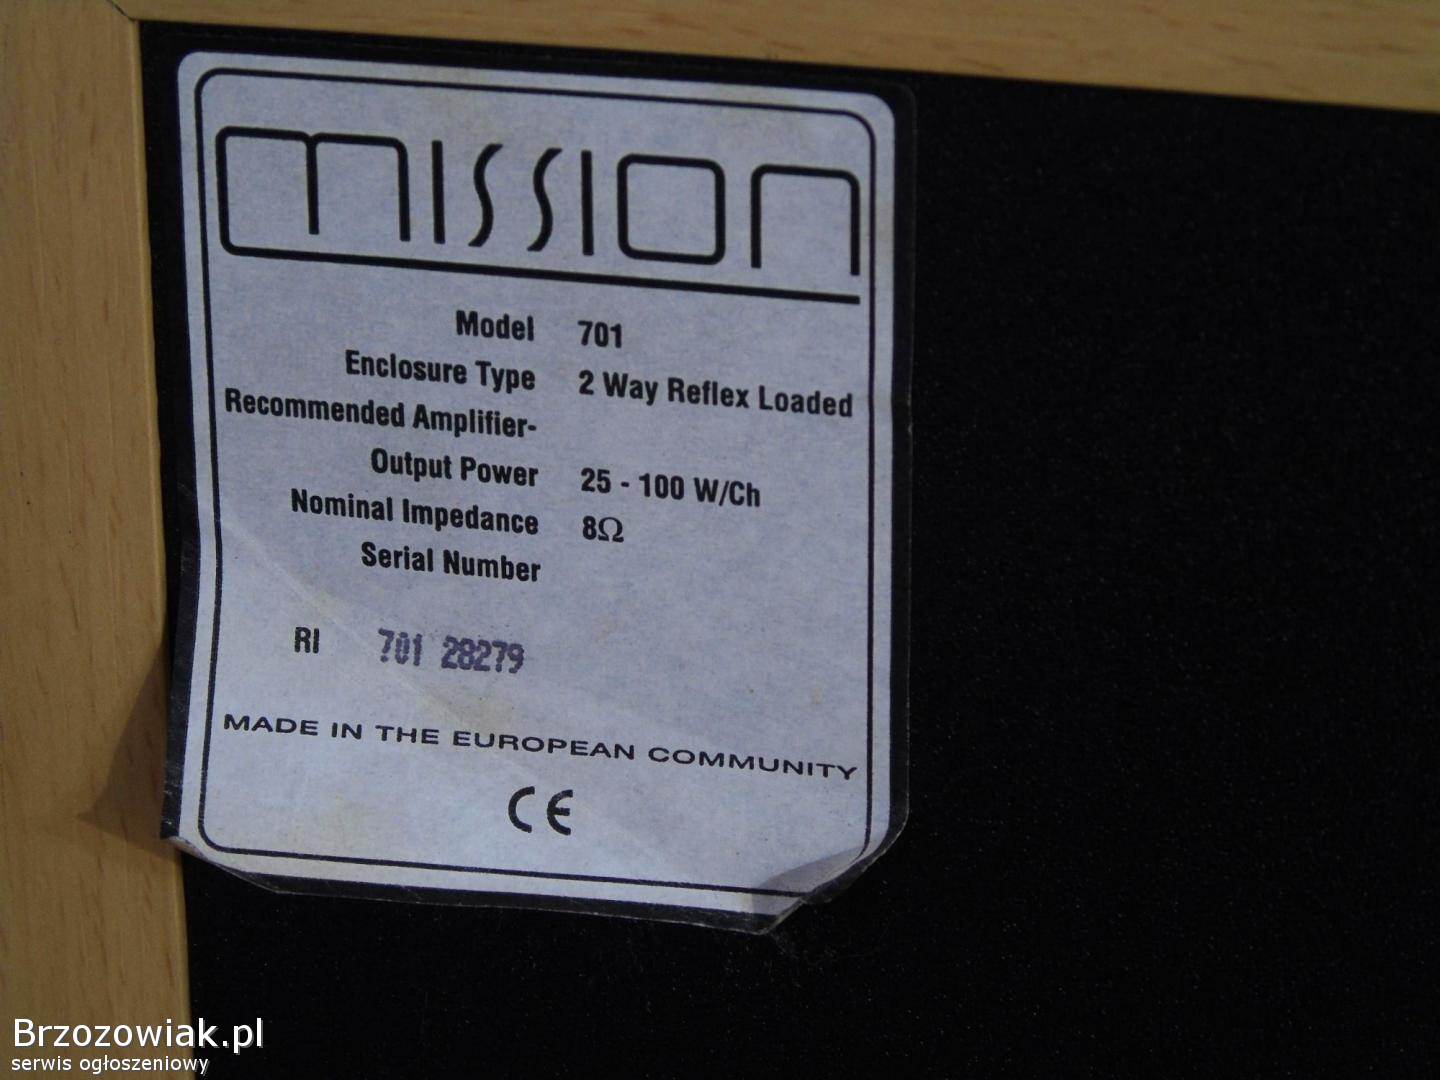 mission
Model 701
Enclosure Type 2 Way Reflex Loaded
Recommended Amplifier-
Output Power 25 - 100 W/Ch
Nominal Impedance 8Ω
Serial Number
RI 701 28279
MADE IN THE EUROPEAN COMMUNITY
CE
Brzozowiak.pl
serwis ogłoszeniowy